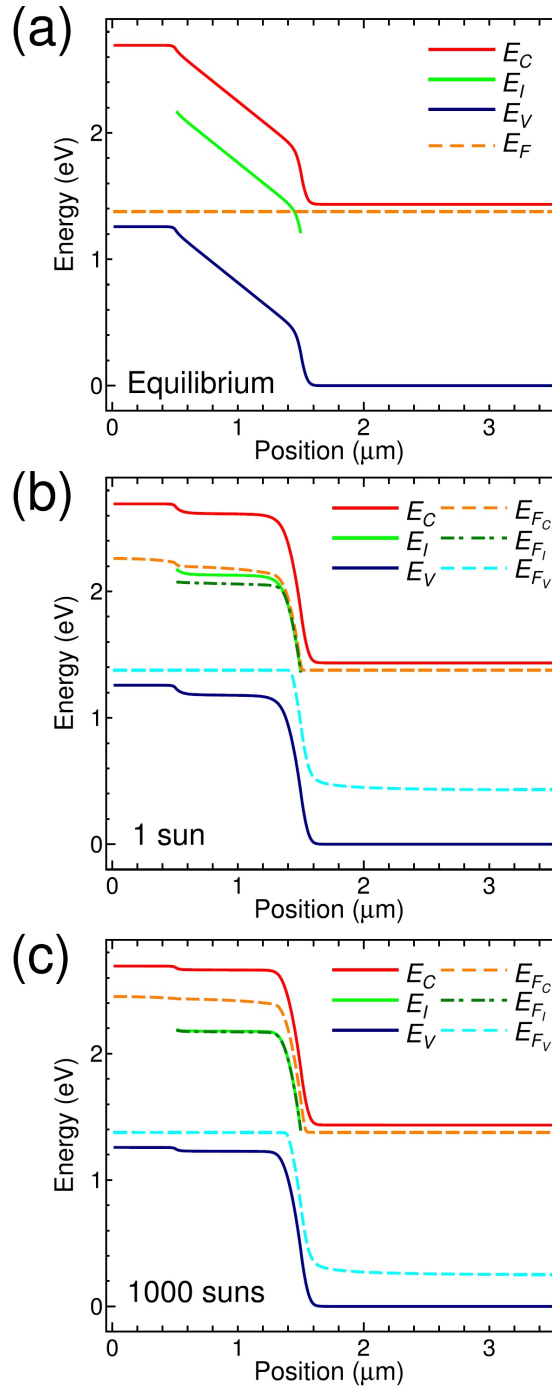 (a)
E_C
E_I
E_V
E_F
2
1
0
Energy (eV)
Equilibrium
0 1 2 3
Position (μm)
(b)
E_C E_{F_C}
E_I E_{F_I}
E_V E_{F_V}
2
1
0
Energy (eV)
1 sun
0 1 2 3
Position (μm)
(c)
E_C E_{F_C}
E_I E_{F_I}
E_V E_{F_V}
2
1
0
Energy (eV)
1000 suns
0 1 2 3
Position (μm)